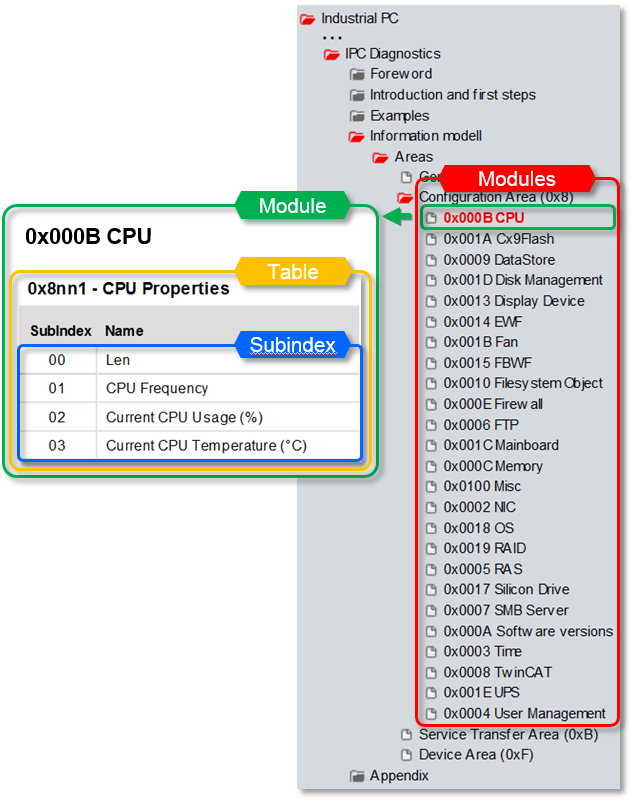 Industrial PC
...
IPC Diagnostics
Foreword
Introduction and first steps
Examples
Information modell
Areas
Modules
Configuration Area (0x8)
0x000B CPU
0x001A Cx9Flash
0x0009 DataStore
0x001D Disk Management
0x0013 Display Device
0x0014 EWF
0x001B Fan
0x0015 FBWF
0x0010 Filesystem Object
0x000E Firewall
0x0006 FTP
0x001C Mainboard
0x000C Memory
0x0100 Misc
0x0002 NIC
0x0018 OS
0x0019 RAID
0x0005 RAS
0x0017 Silicon Drive
0x0007 SMB Server
0x000A Software versions
0x0003 Time
0x0008 TwinCAT
0x001E UPS
0x0004 User Management
Service Transfer Area (0xB)
Device Area (0xF)
Appendix
Module
0x000B CPU
Table
0x8nn1 - CPU Properties
SubIndex Name
Subindex
00 Len
01 CPU Frequency
02 Current CPU Usage (%)
03 Current CPU Temperature (°C)